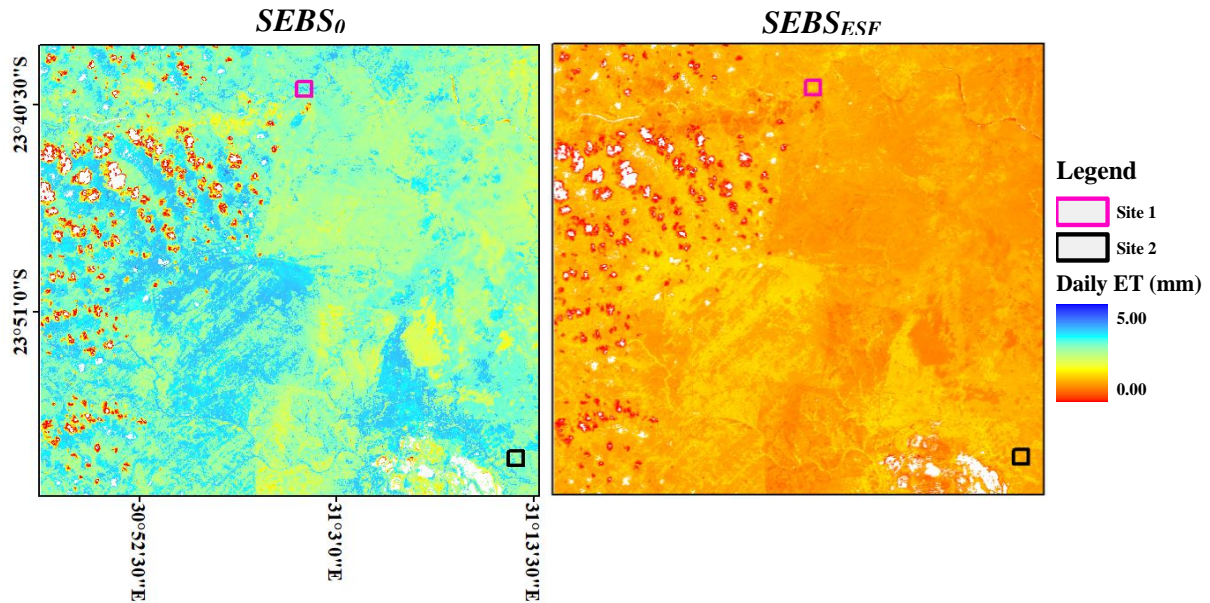 SEBS0
SEBSESF
23°40'30"S
23°51'0"S
30°52'30"E
31°3'0"E
31°13'30"E
Legend
Site 1
Site 2
Daily ET (mm)
5.00
0.00